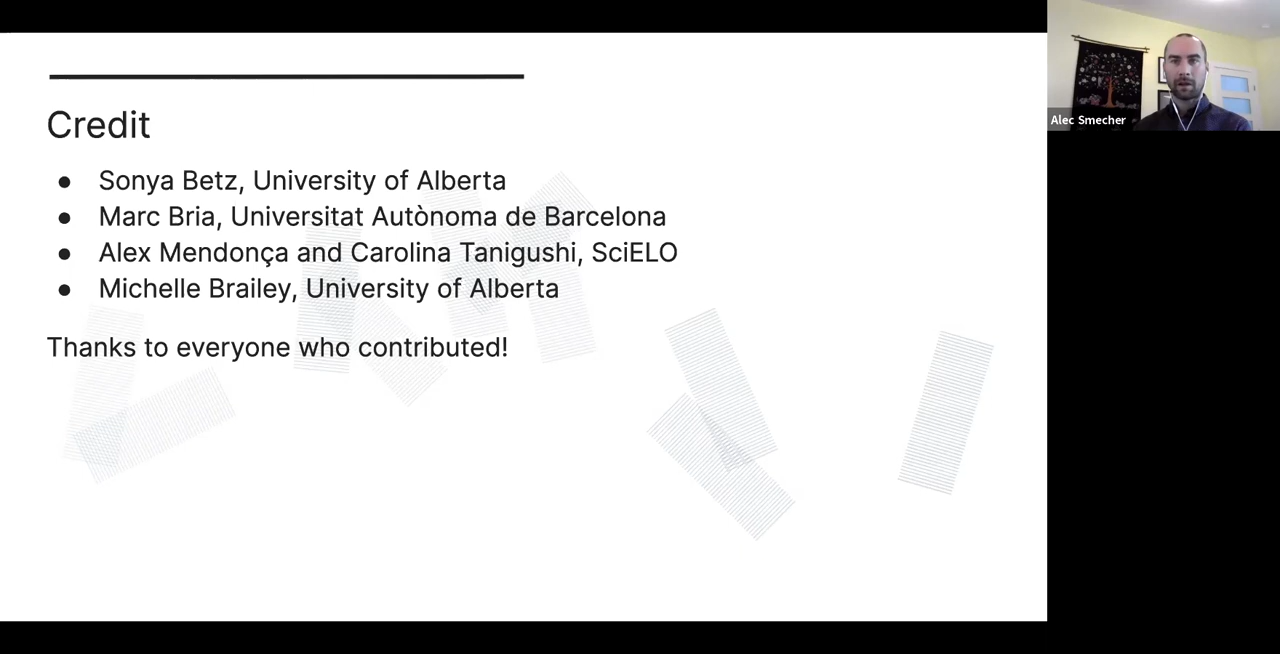 Credit
● Sonya Betz, University of Alberta
● Marc Bria, Universitat Autònoma de Barcelona
● Alex Mendonça and Carolina Tanigushi, SciELO
● Michelle Brailey, University of Alberta
Thanks to everyone who contributed!
Alec Smecher